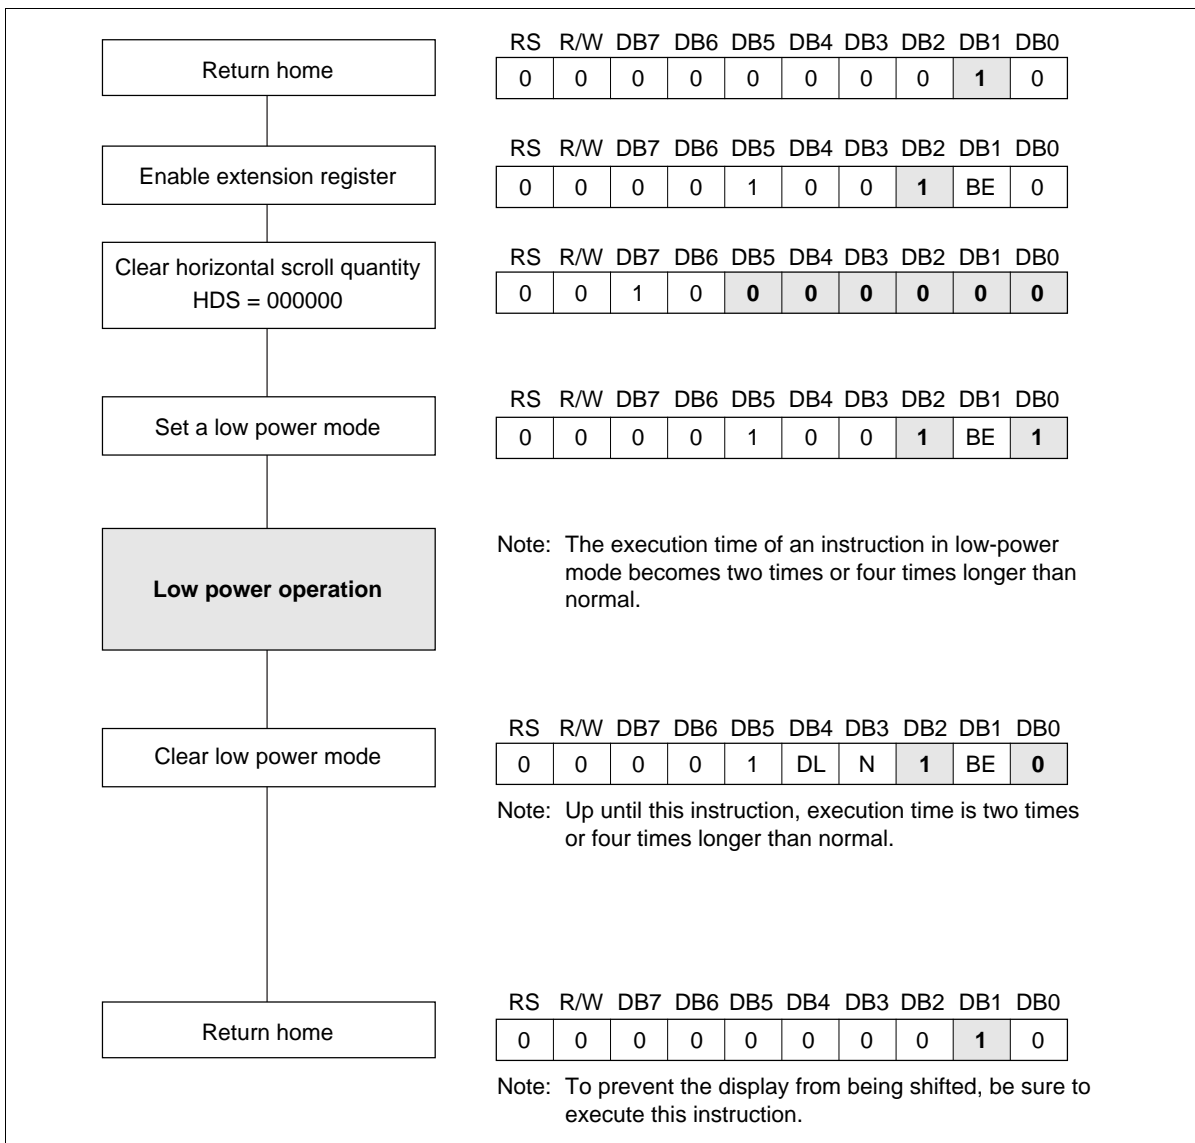 Return home
RS R/W DB7 DB6 DB5 DB4 DB3 DB2 DB1 DB0
0 0 0 0 0 0 0 0 1 0
Enable extension register
RS R/W DB7 DB6 DB5 DB4 DB3 DB2 DB1 DB0
0 0 0 0 1 0 0 1 BE 0
Clear horizontal scroll quantity
HDS = 000000
RS R/W DB7 DB6 DB5 DB4 DB3 DB2 DB1 DB0
0 0 1 0 0 0 0 0 0 0
Set a low power mode
RS R/W DB7 DB6 DB5 DB4 DB3 DB2 DB1 DB0
0 0 0 0 1 0 0 1 BE 1
Low power operation
Note: The execution time of an instruction in low-power
mode becomes two times or four times longer than
normal.
Clear low power mode
RS R/W DB7 DB6 DB5 DB4 DB3 DB2 DB1 DB0
0 0 0 0 1 DL N 1 BE 0
Note: Up until this instruction, execution time is two times
or four times longer than normal.
Return home
RS R/W DB7 DB6 DB5 DB4 DB3 DB2 DB1 DB0
0 0 0 0 0 0 0 0 1 0
Note: To prevent the display from being shifted, be sure to
execute this instruction.